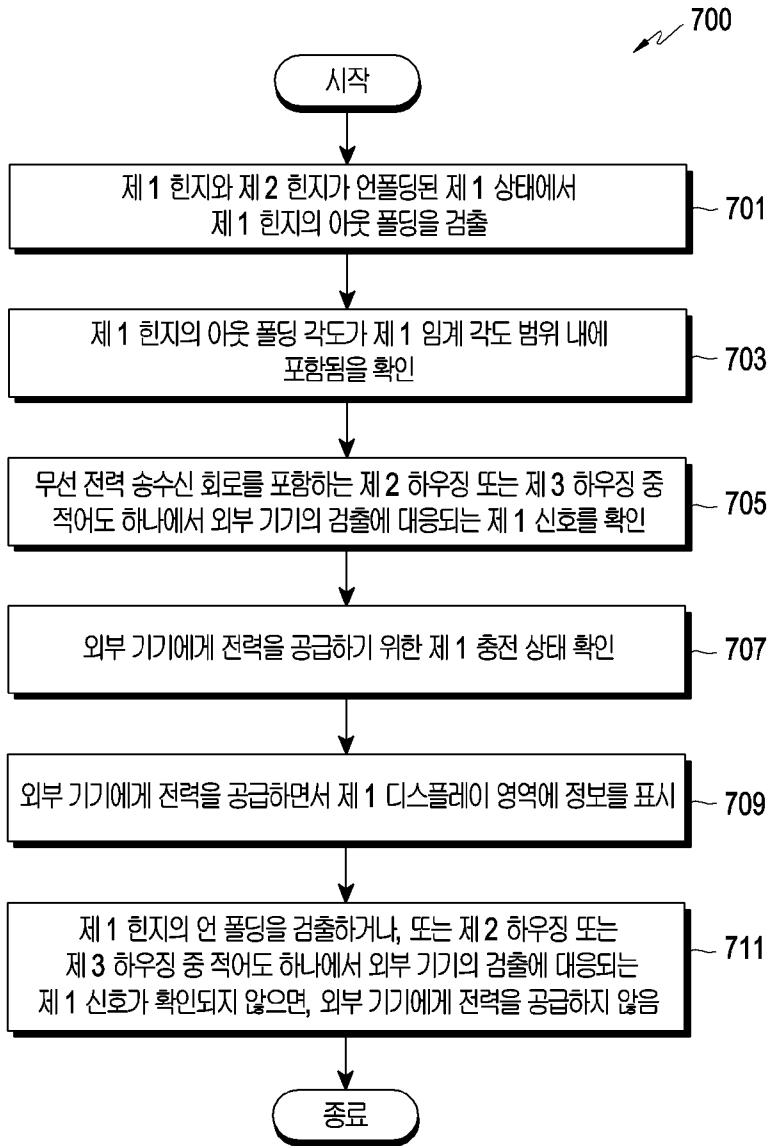 700
시작
제 1 힌지와 제 2 힌지가 언폴딩된 제 1 상태에서
제 1 힌지의 아웃 폴딩을 검출
701
제 1 힌지의 아웃 폴딩 각도가 제 1 임계 각도 범위 내에
포함됨을 확인
703
무선 전력 송수신 회로를 포함하는 제 2 하우징 또는 제 3 하우징 중
적어도 하나에서 외부 기기의 검출에 대응되는 제 1 신호를 확인
705
외부 기기에게 전력을 공급하기 위한 제 1 충전 상태 확인
707
외부 기기에게 전력을 공급하면서 제 1 디스플레이 영역에 정보를 표시
709
제 1 힌지의 언 폴딩을 검출하거나, 또는 제 2 하우징 또는
제 3 하우징 중 적어도 하나에서 외부 기기의 검출에 대응되는
제 1 신호가 확인되지 않으면, 외부 기기에게 전력을 공급하지 않음
711
종료